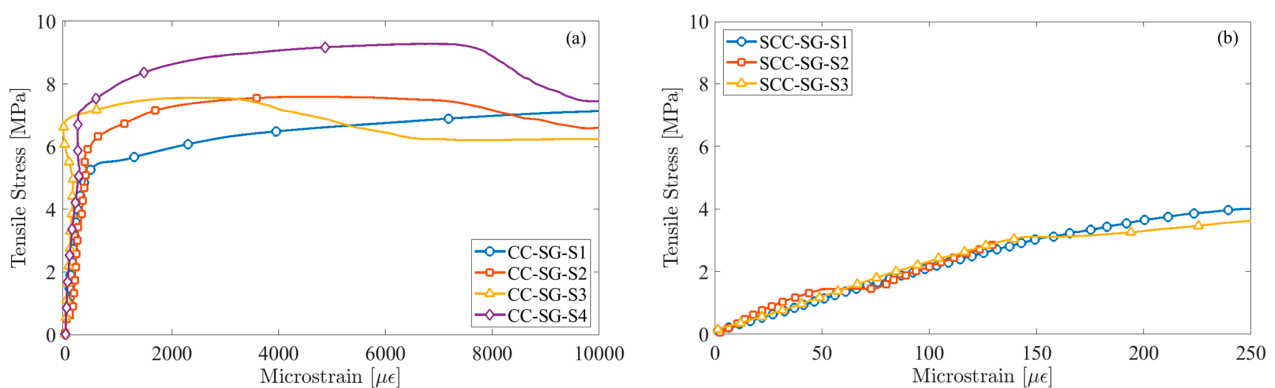 (a)
Tensile Stress [MPa]
10
8
6
4
2
0
CC-SG-S1
CC-SG-S2
CC-SG-S3
CC-SG-S4
0 2000 4000 6000 8000 10000
Microstrain [µϵ]
(b)
Tensile Stress [MPa]
10
8
6
4
2
0
SCC-SG-S1
SCC-SG-S2
SCC-SG-S3
0 50 100 150 200 250
Microstrain [µϵ]